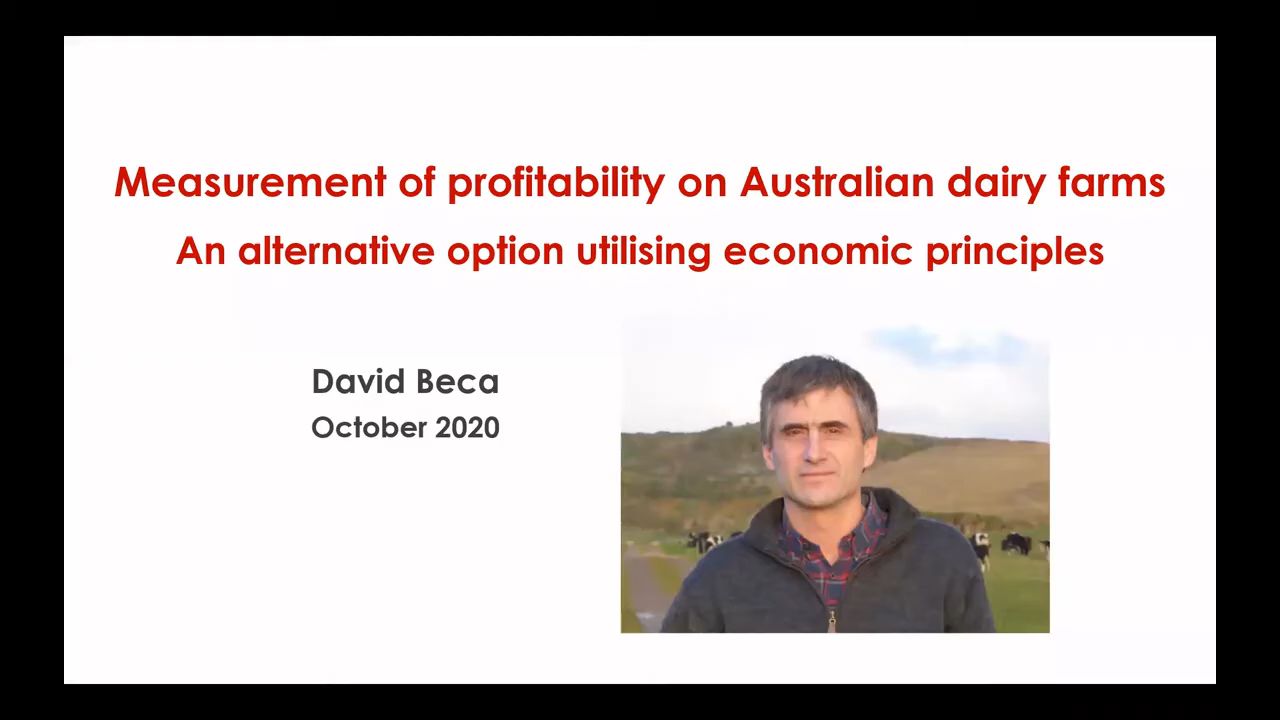 Measurement of profitability on Australian dairy farms
An alternative option utilising economic principles
David Beca
October 2020